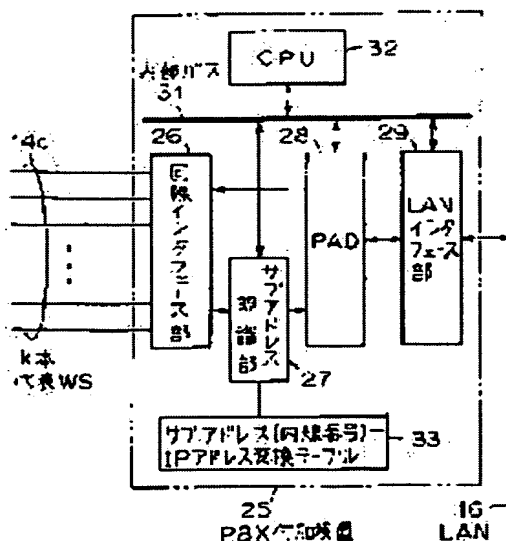 CPU
32
内部バス
31
26
28
29
4c
回線インタフェース部
PAD
LANインタフェース部
サブアドレス
認識部
27
k本
代表WS
サブアドレス(内線番号)-
IPアドレス変換テーブル
33
25
PBX付加装置
16
LAN